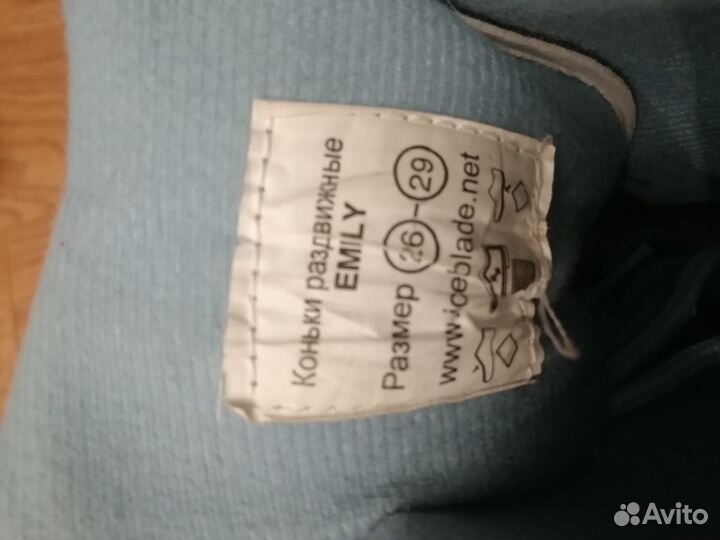 Коньки раздвижные
EMILY
Размер 26-29
www.iceblade.net
Avito